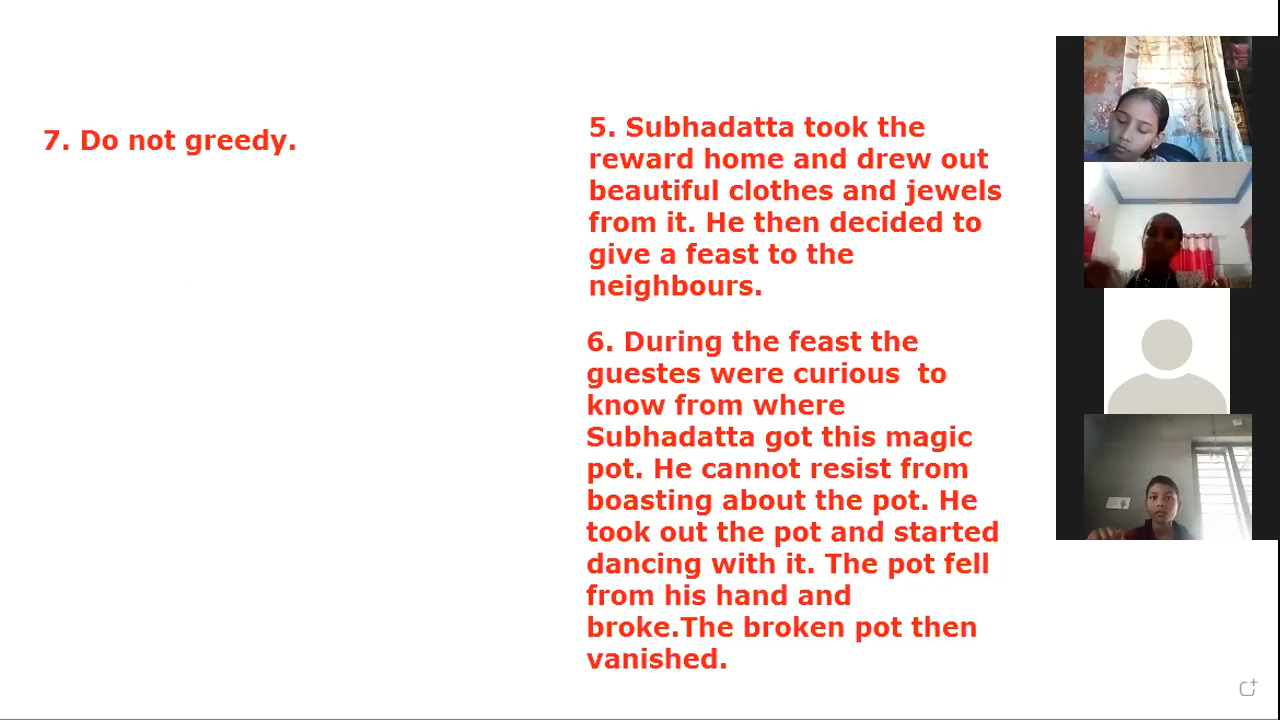 7. Do not greedy.
5. Subhadatta took the
reward home and drew out
beautiful clothes and jewels
from it. He then decided to
give a feast to the
neighbours.
6. During the feast the
guestes were curious  to
know from where
Subhadatta got this magic
pot. He cannot resist from
boasting about the pot. He
took out the pot and started
dancing with it. The pot fell
from his hand and
broke.The broken pot then
vanished.